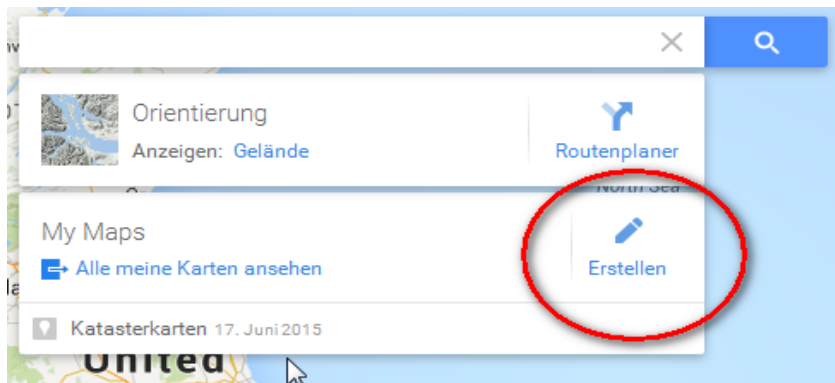 Orientierung
Anzeigen: Gelände
Routenplaner
North Sea
My Maps
Alle meine Karten ansehen
Erstellen
Katasterkarten 17. Juni 2015
United